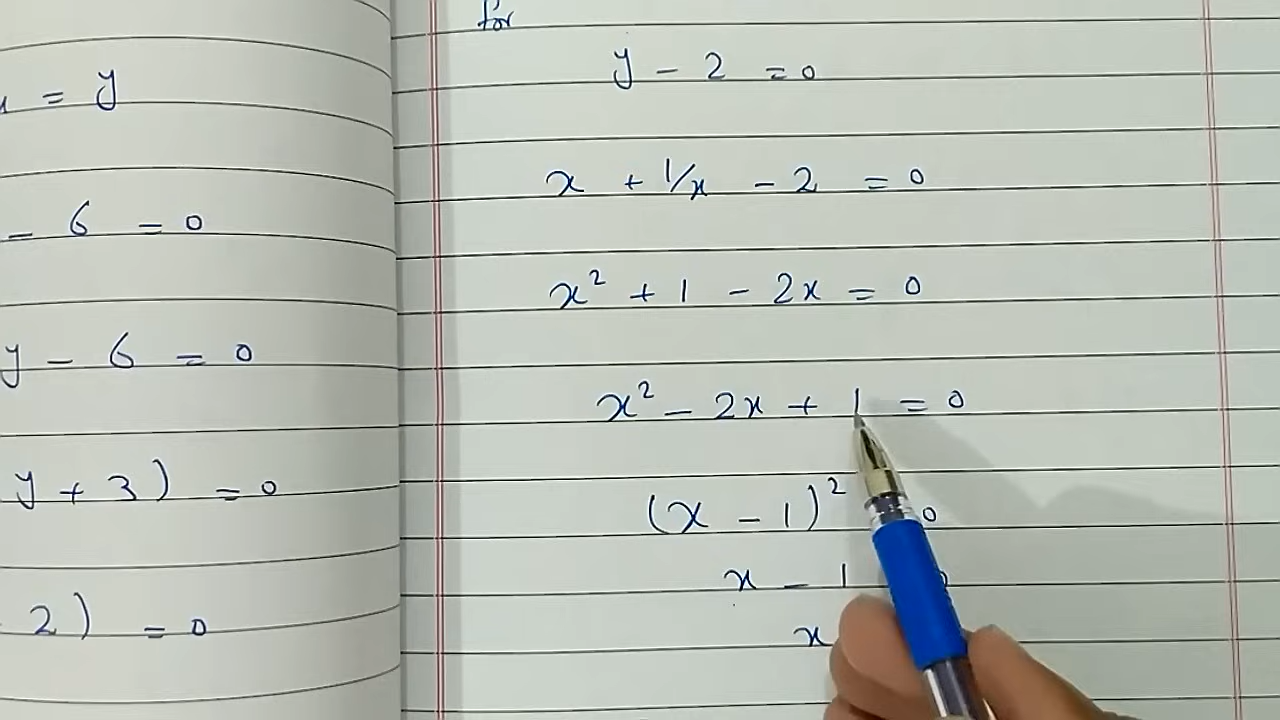 x = y
- 6 = 0
y - 6 = 0
y + 3) = 0
2) = 0
for
y - 2 = 0
x + 1/x - 2 = 0
x² + 1 - 2x = 0
x² - 2x + 1 = 0
(x - 1)² 0
x - 1
x